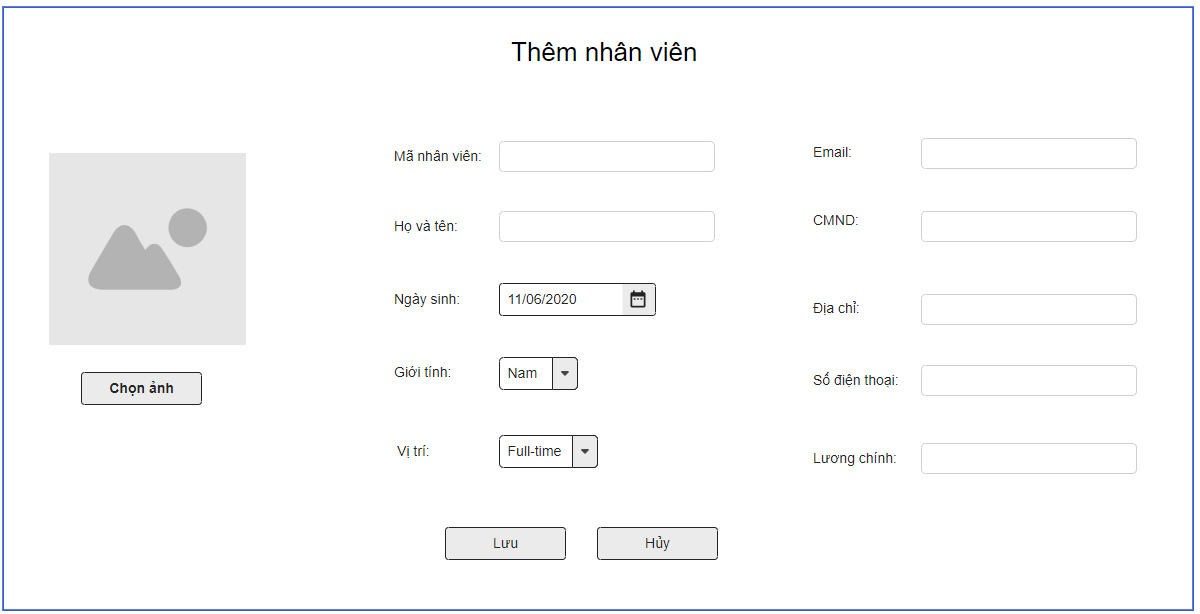 Thêm nhân viên
Chọn ảnh
Mã nhân viên:
Họ và tên:
Ngày sinh: 11/06/2020
Giới tính: Nam
Vị trí: Full-time
Email:
CMND:
Địa chỉ:
Số điện thoại:
Lương chính:
Lưu Hủy